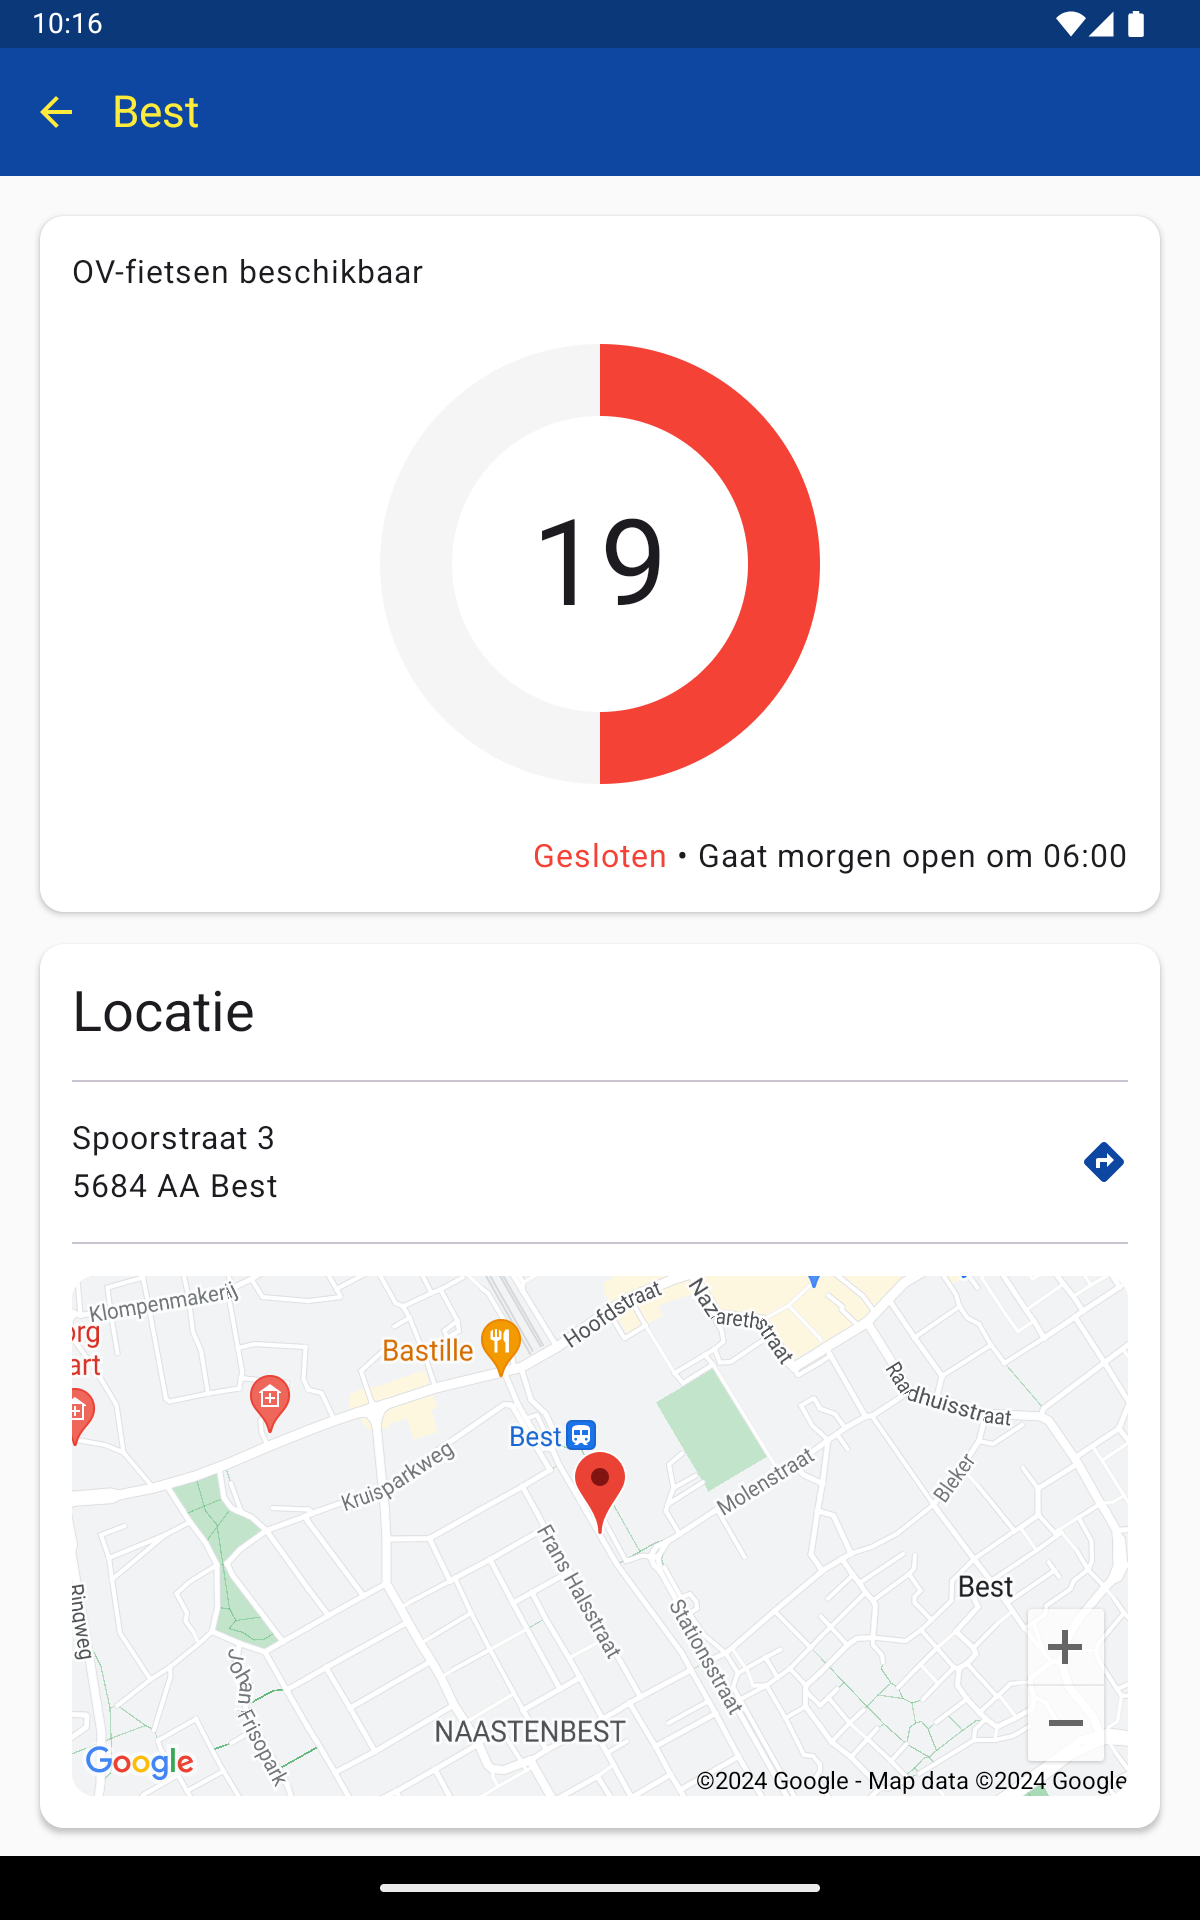 10:16
Best
OV-fietsen beschikbaar
19
Gesloten • Gaat morgen open om 06:00
Locatie
Spoorstraat 3
5684 AA Best
Klompenmakerij
Hoofdstraat
Nazarethstraat
Bastille
Raadhuisstraat
Best
Kruisparkweg
Molenstraat
Bleker
Frans Halsstraat
Best
Ringweg
Stationsstraat
Johan Frisopark
NAASTENBEST
Google
©2024 Google - Map data ©2024 Google